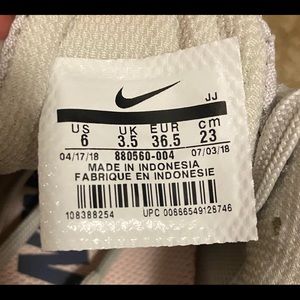 JJ
US UK EUR cm
6 3.5 36.5 23
04/17/18 880560-004 07/03/18
MADE IN INDONESIA
FABRIQUE EN INDONESIE
108388254 UPC 00666549126746